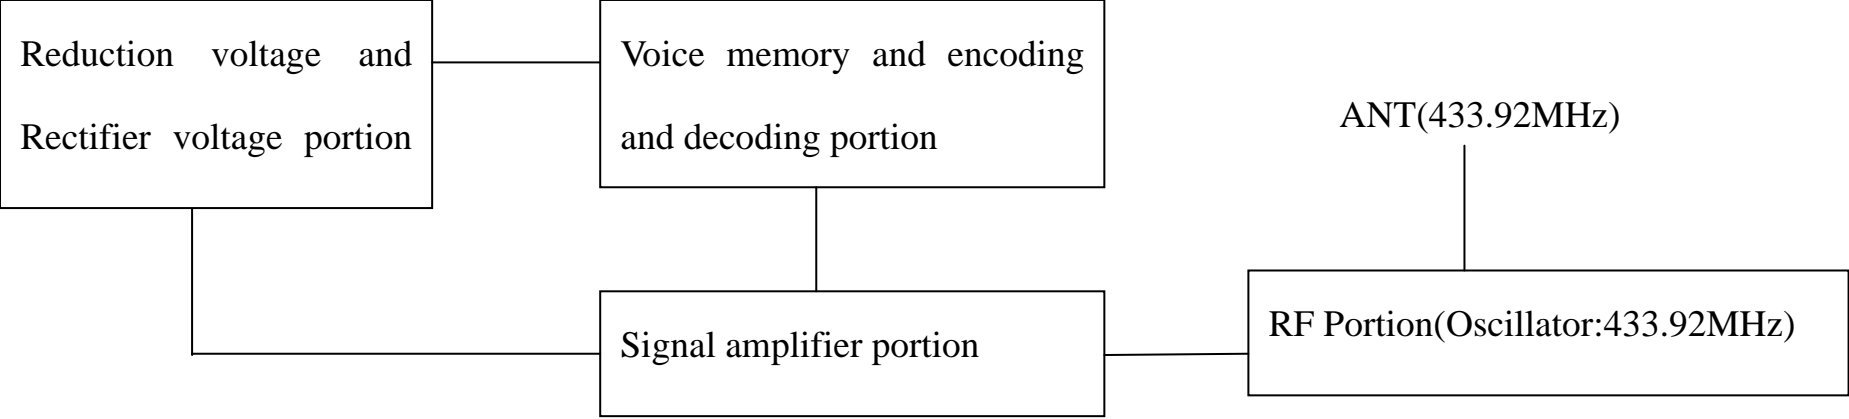 Reduction voltage and
Rectifier voltage portion
Voice memory and encoding
and decoding portion
ANT(433.92MHz)
RF Portion(Oscillator:433.92MHz)
Signal amplifier portion